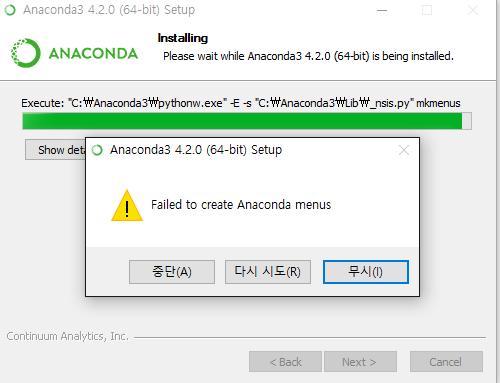 Anaconda3 4.2.0 (64-bit) Setup
ANACONDA
Installing
Please wait while Anaconda3 4.2.0 (64-bit) is being installed.
Execute: "C:₩Anaconda3₩pythonw.exe" -E -s "C:₩Anaconda3₩Lib₩_nsis.py" mkmenus
Show deta
Anaconda3 4.2.0 (64-bit) Setup
Failed to create Anaconda menus
중단(A)
다시 시도(R)
무시(I)
Continuum Analytics, Inc.
< Back
Next >
Cancel